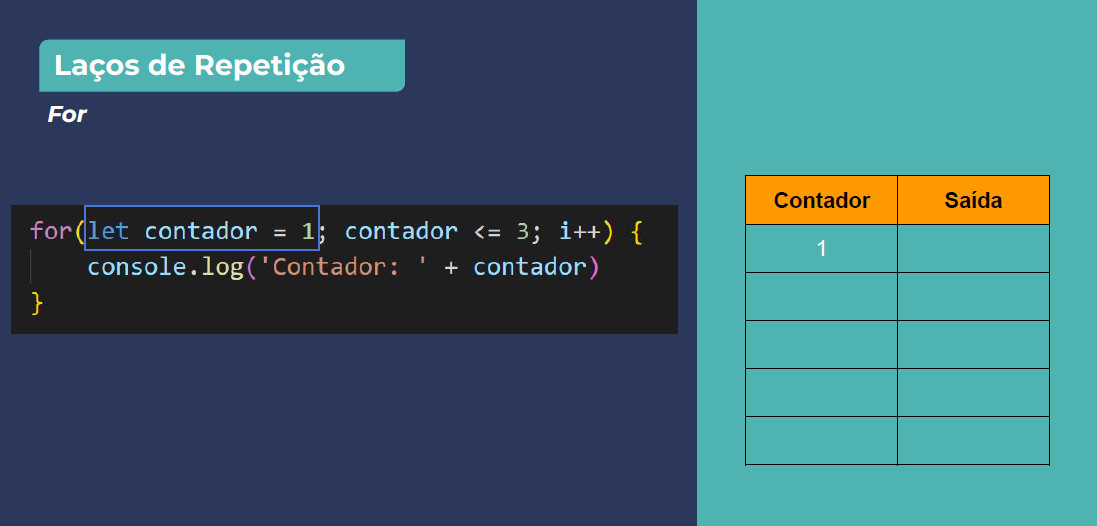 Laços de Repetição
For
for(let contador = 1; contador <= 3; i++) {
console.log('Contador: ' + contador)
}
Contador Saída
1